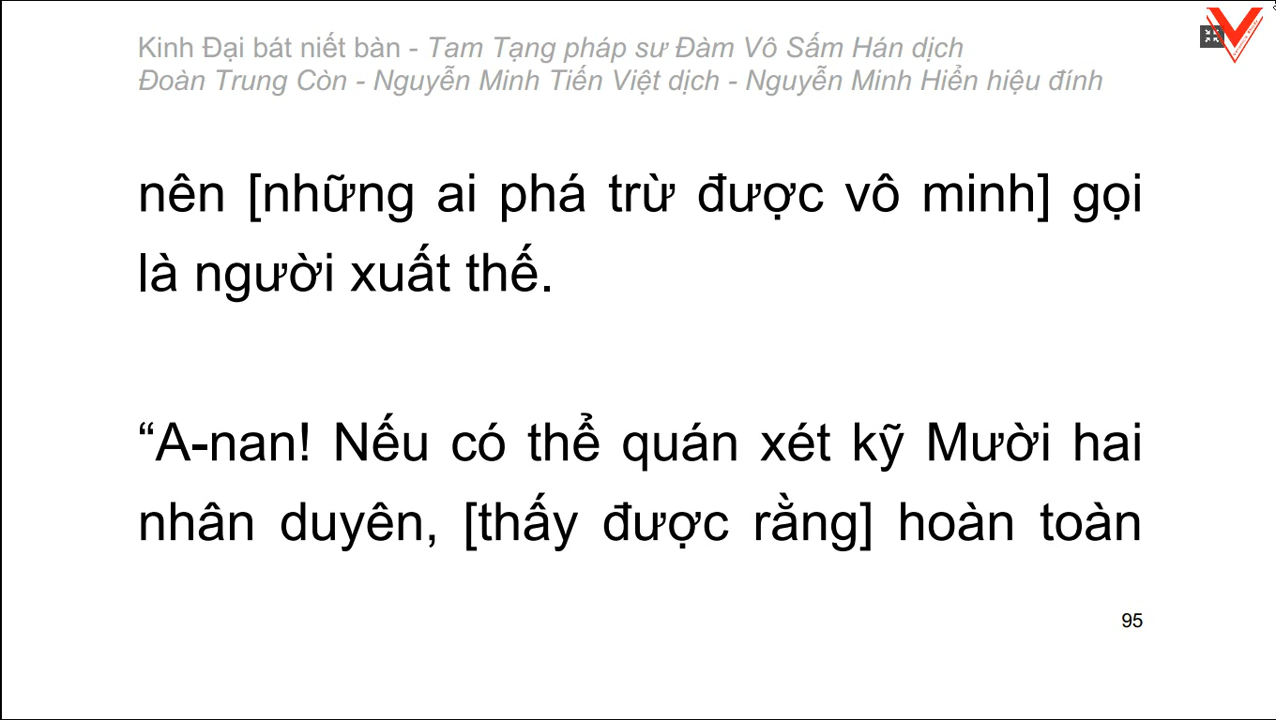 Kinh Đại bát niết bàn - Tam Tạng pháp sư Đàm Vô Sấm Hán dịch
Đoàn Trung Còn - Nguyễn Minh Tiến Việt dịch - Nguyễn Minh Hiển hiệu đính
nên [những ai phá trừ được vô minh] gọi
là người xuất thế.
“A-nan! Nếu có thể quán xét kỹ Mười hai
nhân duyên, [thấy được rằng] hoàn toàn
95